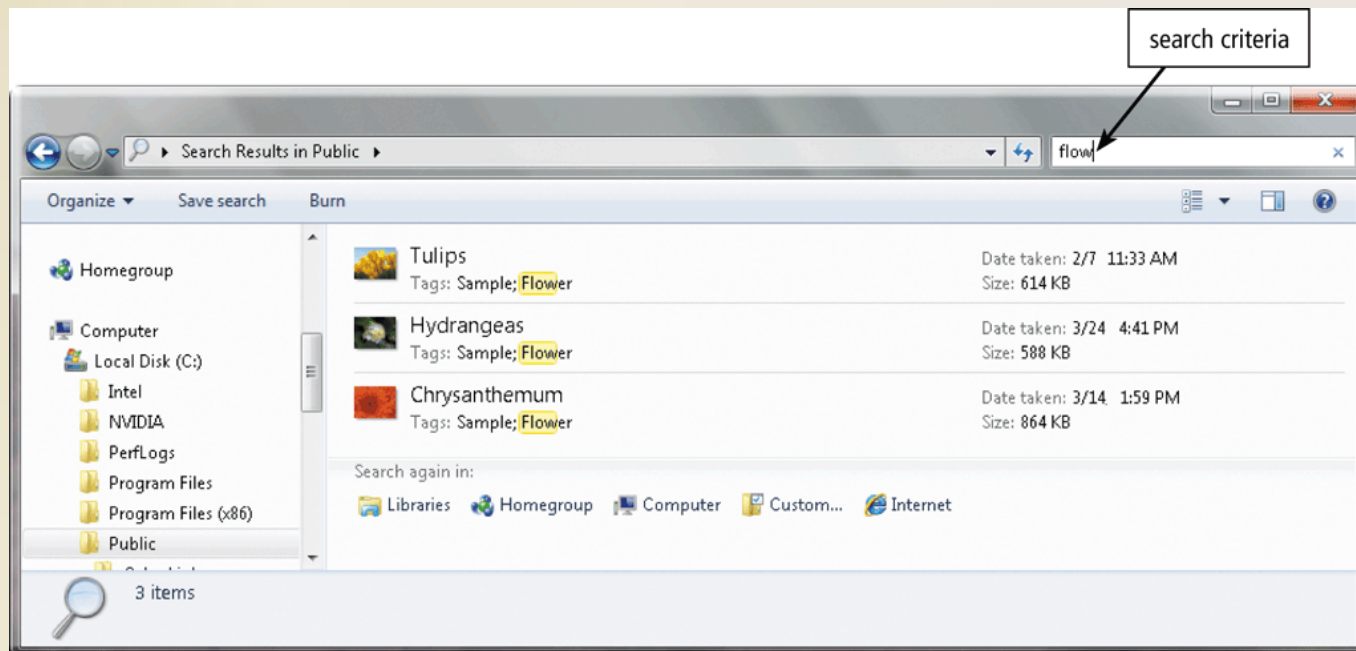 search criteria
Search Results in Public
flow
Organize Save search Burn
Homegroup
Computer
Local Disk (C:)
Intel
NVIDIA
PerfLogs
Program Files
Program Files (x86)
Public
Tulips
Tags: Sample; Flower
Date taken: 2/7 11:33 AM
Size: 614 KB
Hydrangeas
Tags: Sample; Flower
Date taken: 3/24 4:41 PM
Size: 588 KB
Chrysanthemum
Tags: Sample; Flower
Date taken: 3/14 1:59 PM
Size: 864 KB
Search again in:
Libraries Homegroup Computer Custom... Internet
3 items